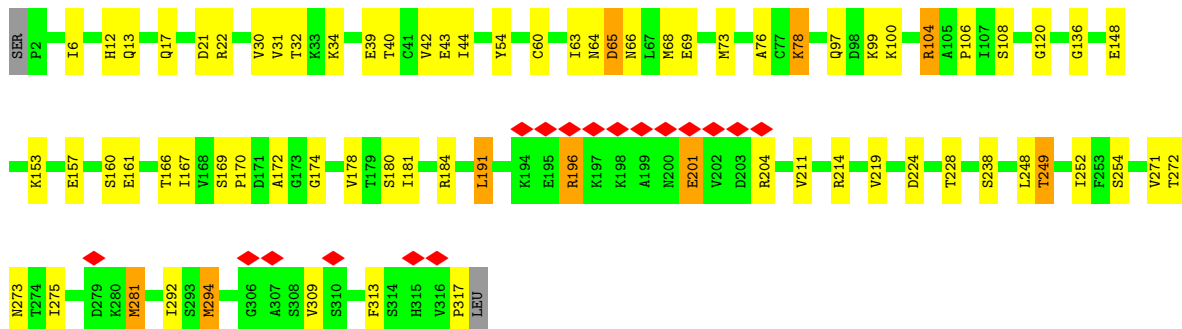 SER P2 I6 H12 Q13 Q17 D21 R22 V30 V31 T32 K33 K34 E39 T40 C41 V42 E43 I44 Y54 C60 I63 N64 D65 N66 L67 M68 E69 M73 A76 C77 K78 Q97 D98 K99 K100 R104 A105 P106 I107 S108 G120 G136 E148
K153 E157 S160 E161 T166 I167 V168 S169 P170 D171 A172 G173 G174 V178 T179 S180 I181 R184 L191 K194 E195 R196 K197 K198 A199 N200 E201 V202 D203 R204 V211 R214 V219 D224 T228 S238 L248 T249 I252 F253 S254 V271 T272
N273 T274 I275 D279 K280 M281 I292 S293 M294 G306 A307 S308 V309 S310 F313 S314 H315 V316 P317 LEU